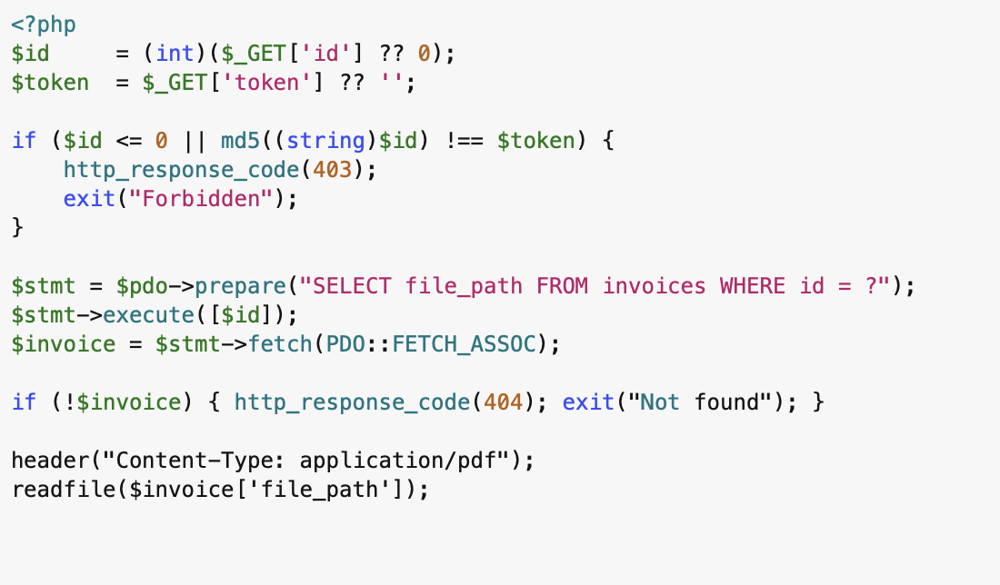 <?php
$id     = (int)($_GET['id'] ?? 0);
$token  = $_GET['token'] ?? '';

if ($id <= 0 || md5((string)$id) !== $token) {
    http_response_code(403);
    exit("Forbidden");
}

$stmt = $pdo->prepare("SELECT file_path FROM invoices WHERE id = ?");
$stmt->execute([$id]);
$invoice = $stmt->fetch(PDO::FETCH_ASSOC);

if (!$invoice) { http_response_code(404); exit("Not found"); }

header("Content-Type: application/pdf");
readfile($invoice['file_path']);